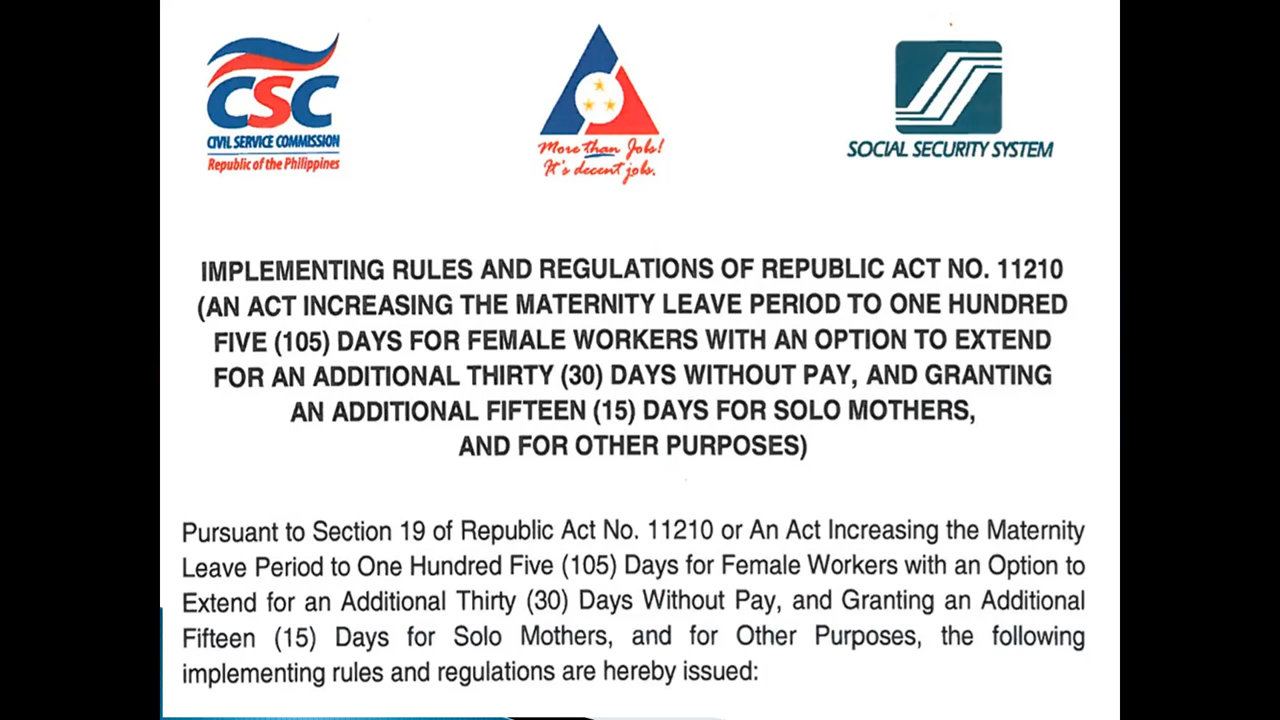 CSC
CIVIL SERVICE COMMISSION
Republic of the Philippines
More than Jobs!
It's decent jobs.
SOCIAL SECURITY SYSTEM
IMPLEMENTING RULES AND REGULATIONS OF REPUBLIC ACT NO. 11210
(AN ACT INCREASING THE MATERNITY LEAVE PERIOD TO ONE HUNDRED
FIVE (105) DAYS FOR FEMALE WORKERS WITH AN OPTION TO EXTEND
FOR AN ADDITIONAL THIRTY (30) DAYS WITHOUT PAY, AND GRANTING
AN ADDITIONAL FIFTEEN (15) DAYS FOR SOLO MOTHERS,
AND FOR OTHER PURPOSES)
Pursuant to Section 19 of Republic Act No. 11210 or An Act Increasing the Maternity
Leave Period to One Hundred Five (105) Days for Female Workers with an Option to
Extend for an Additional Thirty (30) Days Without Pay, and Granting an Additional
Fifteen (15) Days for Solo Mothers, and for Other Purposes, the following
implementing rules and regulations are hereby issued: